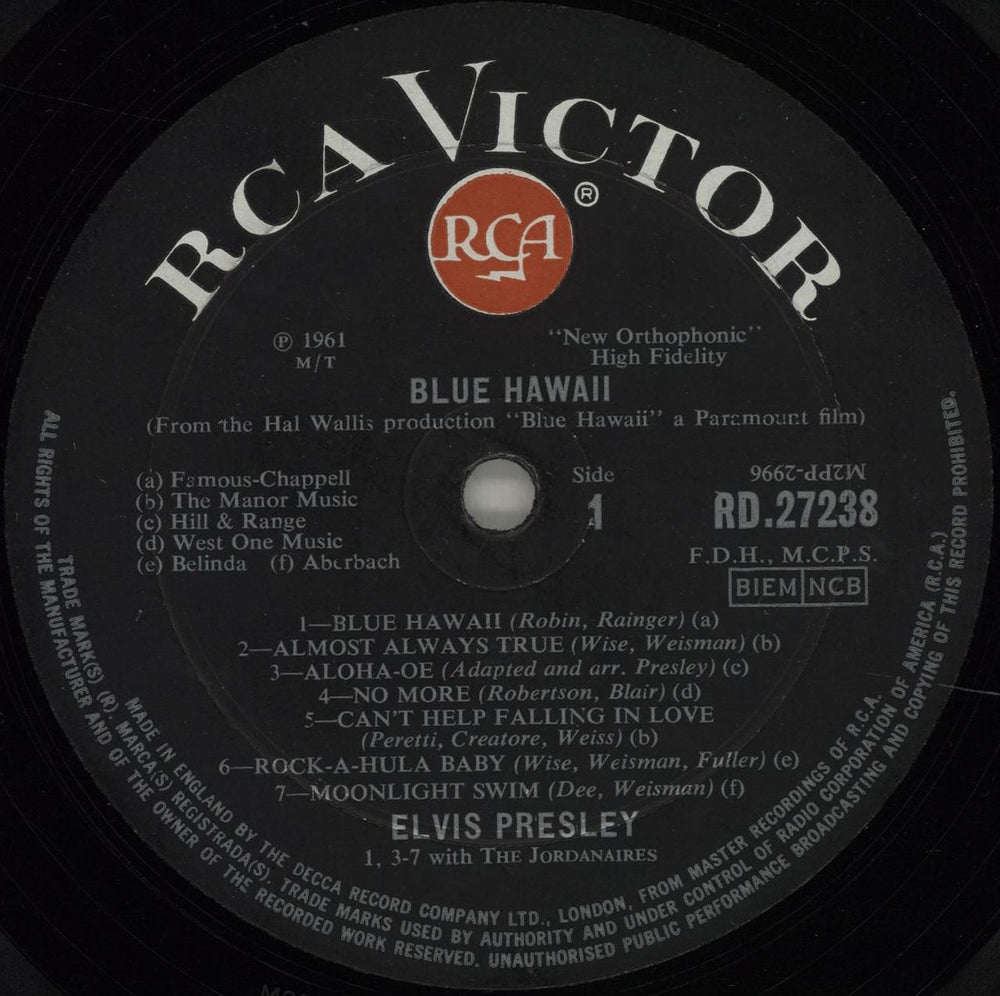 RCA VICTOR
RCA
®
℗ 1961
M/T
"New Orthophonic"
High Fidelity
BLUE HAWAII
(From the Hal Wallis production "Blue Hawaii" a Paramount film)
(a) Famous-Chappell
(b) The Manor Music
(c) Hill & Range
(d) West One Music
(e) Belinda (f) Aberbach
Side
1
M2PP-2996
RD.27238
F.D.H., M.C.P.S.
BIEM NCB
1—BLUE HAWAII (Robin, Rainger) (a)
2—ALMOST ALWAYS TRUE (Wise, Weisman) (b)
3—ALOHA-OE (Adapted and arr. Presley) (c)
4—NO MORE (Robertson, Blair) (d)
5—CAN'T HELP FALLING IN LOVE
(Peretti, Creatore, Weiss) (b)
6—ROCK-A-HULA BABY (Wise, Weisman, Fuller) (e)
7—MOONLIGHT SWIM (Dee, Weisman) (f)
ELVIS PRESLEY
1, 3-7 with THE JORDANAIRES
MADE IN ENGLAND BY THE DECCA RECORD COMPANY LTD., LONDON, FROM MASTER RECORDINGS OF R.C.A.
TRADE MARK(S) (R) MARCA(S) REGISTRADA(S). TRADE MARKS USED BY AUTHORITY AND UNDER CONTROL OF RADIO CORPORATION OF AMERICA (R.C.A.)
ALL RIGHTS OF THE MANUFACTURER AND OF THE OWNER OF THE RECORDED WORK RESERVED. UNAUTHORISED PUBLIC PERFORMANCE BROADCASTING AND COPYING OF THIS RECORD PROHIBITED.